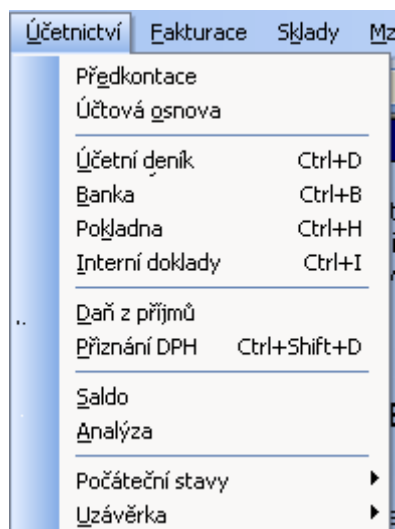 Účetnictví Fakturace Sklady
Předkontace
Účtová osnova
Účetní deník Ctrl+D
Banka Ctrl+B
Pokladna Ctrl+H
Interní doklady Ctrl+I
Daň z příjmů
Přiznání DPH Ctrl+Shift+D
Saldo
Analýza
Počáteční stavy
Uzávěrka